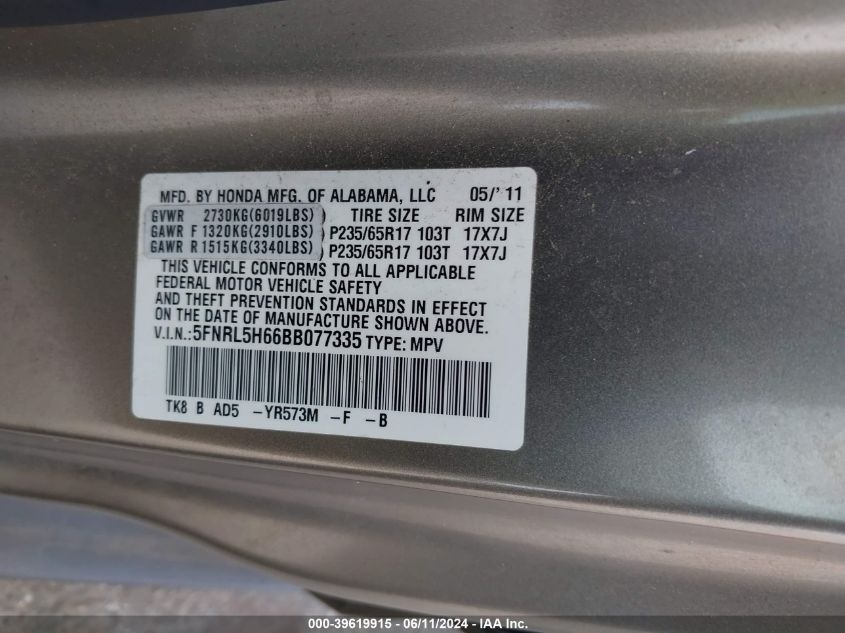 MFD. BY HONDA MFG. OF ALABAMA, LLC 05/'11
GVWR 2730KG(6019LBS) TIRE SIZE RIM SIZE
GAWR F 1320KG(2910LBS) P235/65R17 103T 17X7J
GAWR R 1515KG(3340LBS) P235/65R17 103T 17X7J
THIS VEHICLE CONFORMS TO ALL APPLICABLE
FEDERAL MOTOR VEHICLE SAFETY
AND THEFT PREVENTION STANDARDS IN EFFECT
ON THE DATE OF MANUFACTURE SHOWN ABOVE.
V.I.N.:5FNRL5H66BB077335 TYPE: MPV
TK8 B AD5 -YR573M -F -B
000-39619915 - 06/11/2024 - IAA Inc.